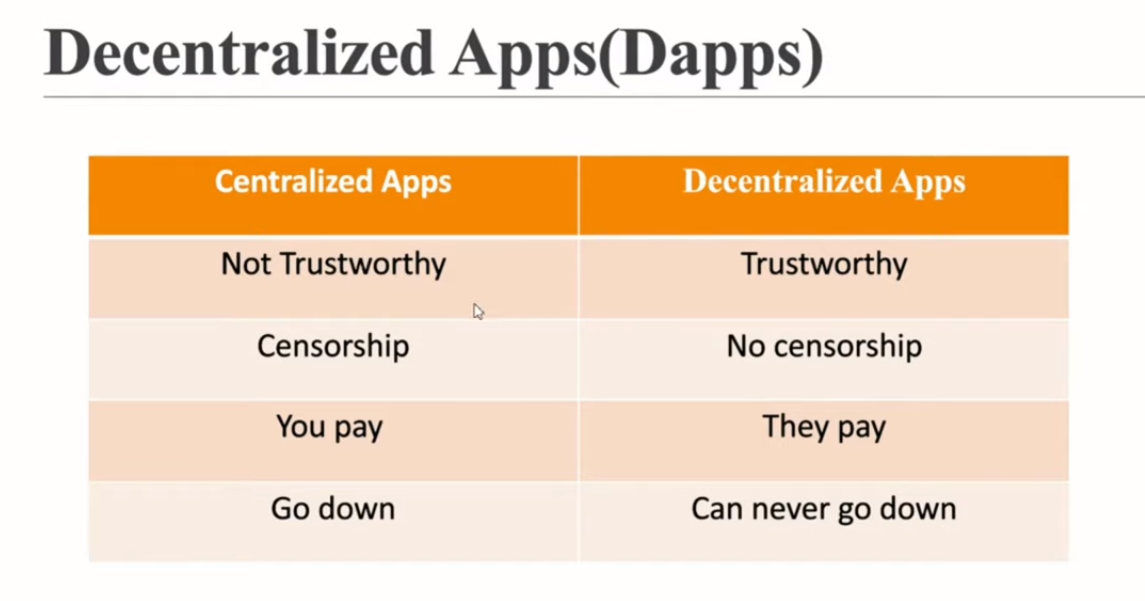 Decentralized Apps(Dapps)
Centralized Apps
Decentralized Apps
Not Trustworthy
Trustworthy
Censorship
No censorship
You pay
They pay
Go down
Can never go down